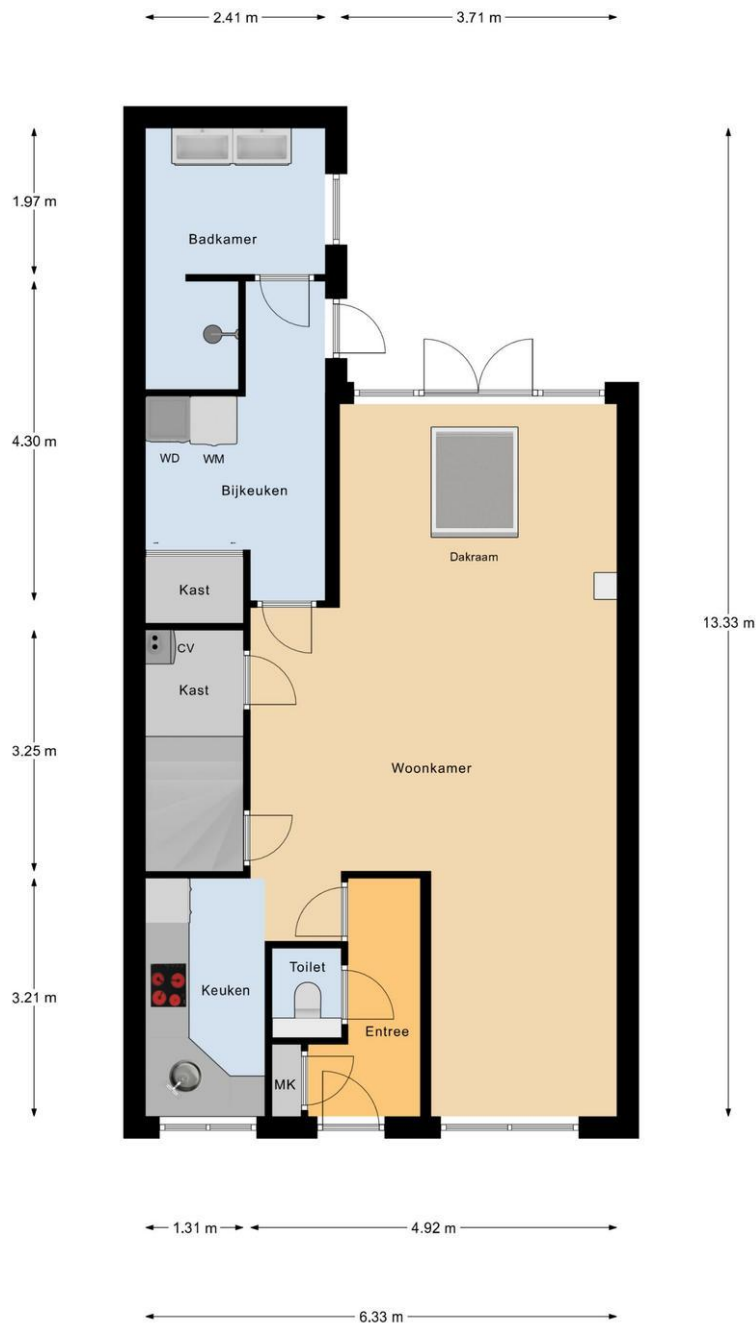 2.41 m
3.71 m
1.97 m
Badkamer
4.30 m
WD
WM
Bijkeuken
Dakraam
Kast
CV
Kast
13.33 m
3.25 m
Woonkamer
Toilet
Keuken
3.21 m
Entree
MK
1.31 m
4.92 m
6.33 m